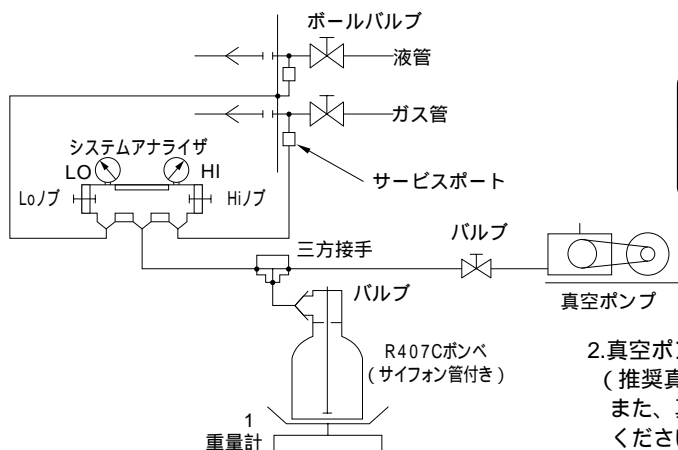 ボールバルブ
液管
ガス管
システムアナライザ
LO
HI
Loノブ
Hiノブ
サービスポート
三方接手
バルブ
バルブ
真空ポンプ
R407Cボンベ
(サイフォン管付き)
1
重量計
2.真空ポン
(推奨真
また、
ください